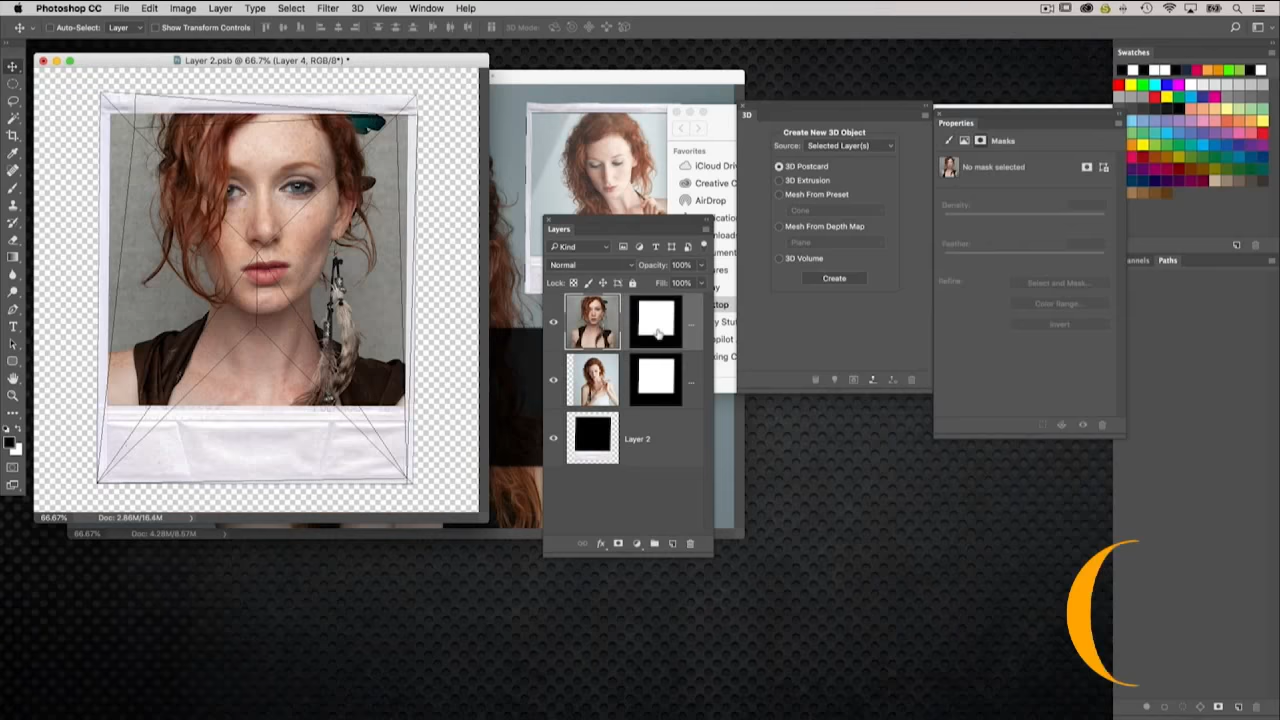 Photoshop CC File Edit Image Layer Type Select Filter 3D View Window Help
Auto-Select: Layer Show Transform Controls 3D Mode:
Layer 2.psb @ 66.7% (Layer 4, RGB/8*) *
66.67% Doc: 2.86M/16.4M
66.67% Doc: 4.28M/8.57M
Favorites
iCloud Driv
Creative C
AirDrop
Layers
Kind
Normal Opacity: 100%
Lock: Fill: 100%
...
...
Layer 2
3D
Create New 3D Object
Source: Selected Layer(s)
3D Postcard
3D Extrusion
Mesh From Preset
Cone
Mesh From Depth Map
Plane
3D Volume
Create
Properties
Masks
No mask selected
Density:
Feather:
Refine: Select and Mask...
Color Range...
Invert
Swatches
annels Paths